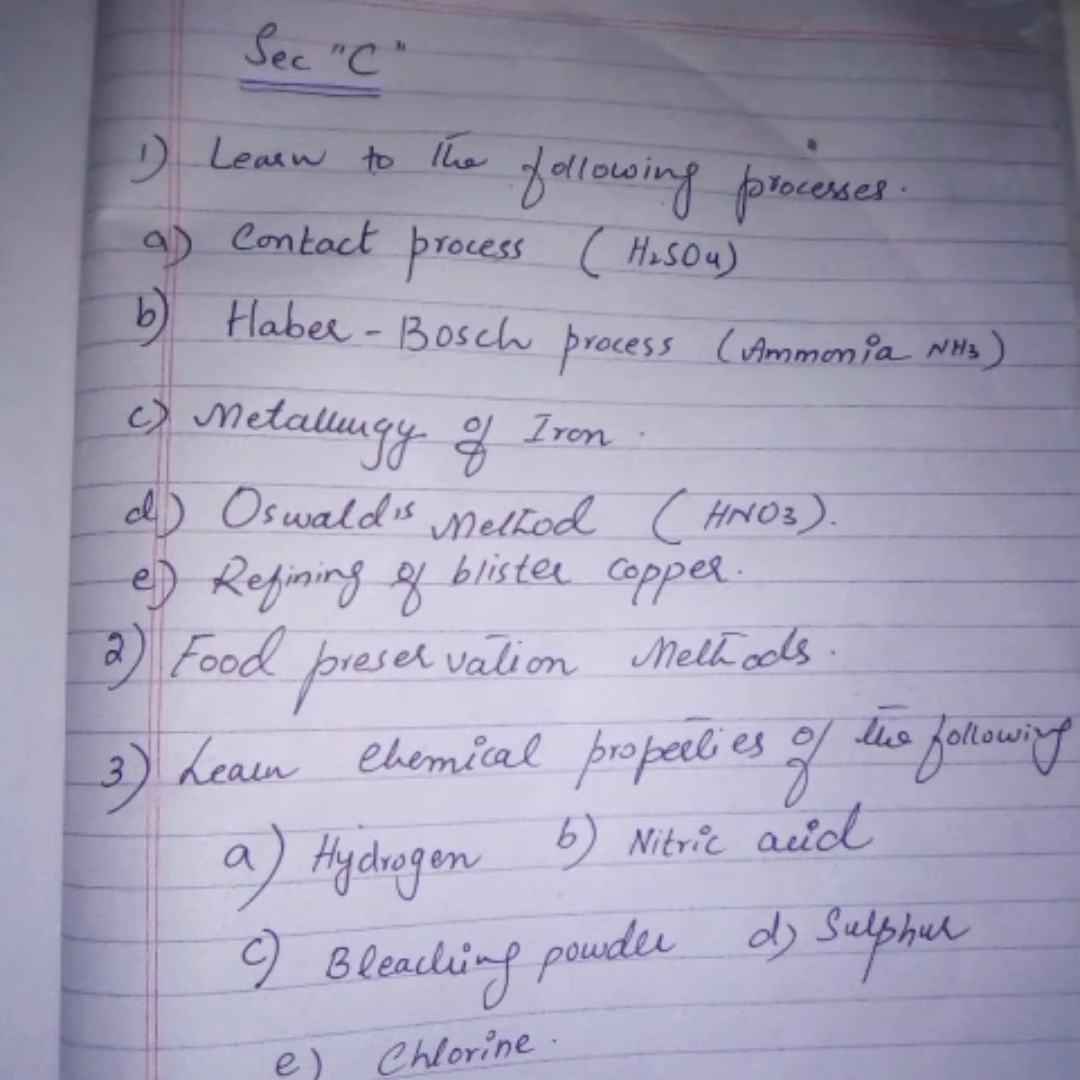 Sec "C"
1) Learn to the following processes.
a) Contact process ( H₂SO4)
b) Haber - Bosch process (Ammonia NH3)
c) Metallurgy of Iron.
d) Oswald's Method ( HNO3).
e) Refining of blister copper.
2) Food preservation Methods.
3) Learn chemical properties of the following
a) Hydrogen b) Nitric acid
c) Bleaching powder d) Sulphur
e) Chlorine.